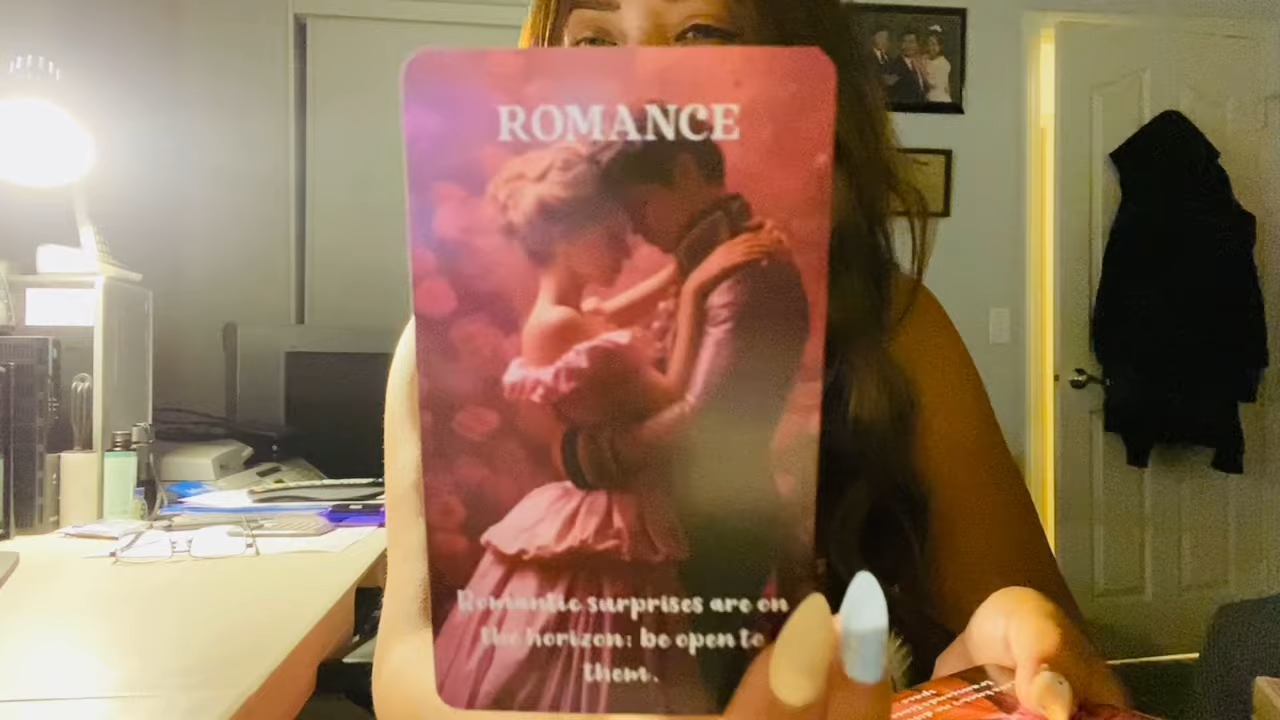 ROMANCE
Romantic surprises are on
the horizon: be open to
them.